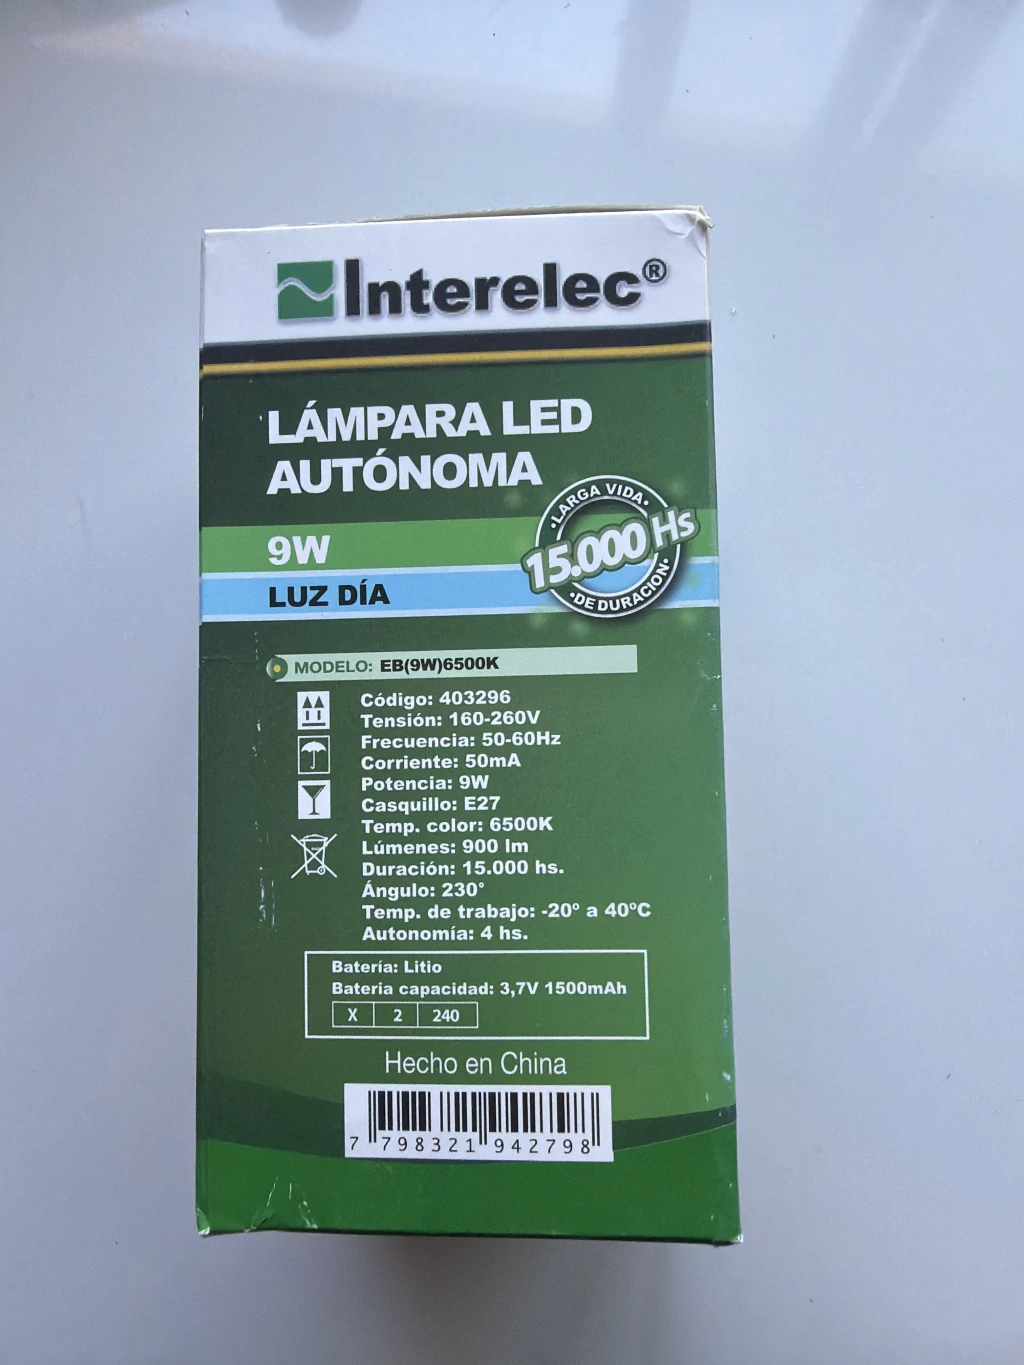 Interelec®
LÁMPARA LED
AUTÓNOMA
·LARGA VIDA·
15.000 Hs
·DE DURACION·
9W
LUZ DÍA
MODELO: EB(9W)6500K
Código: 403296
Tensión: 160-260V
Frecuencia: 50-60Hz
Corriente: 50mA
Potencia: 9W
Casquillo: E27
Temp. color: 6500K
Lúmenes: 900 lm
Duración: 15.000 hs.
Ángulo: 230°
Temp. de trabajo: -20º a 40ºC
Autonomía: 4 hs.
Batería: Litio
Bateria capacidad: 3,7V 1500mAh
X 2 240
Hecho en China
7 798321 942798